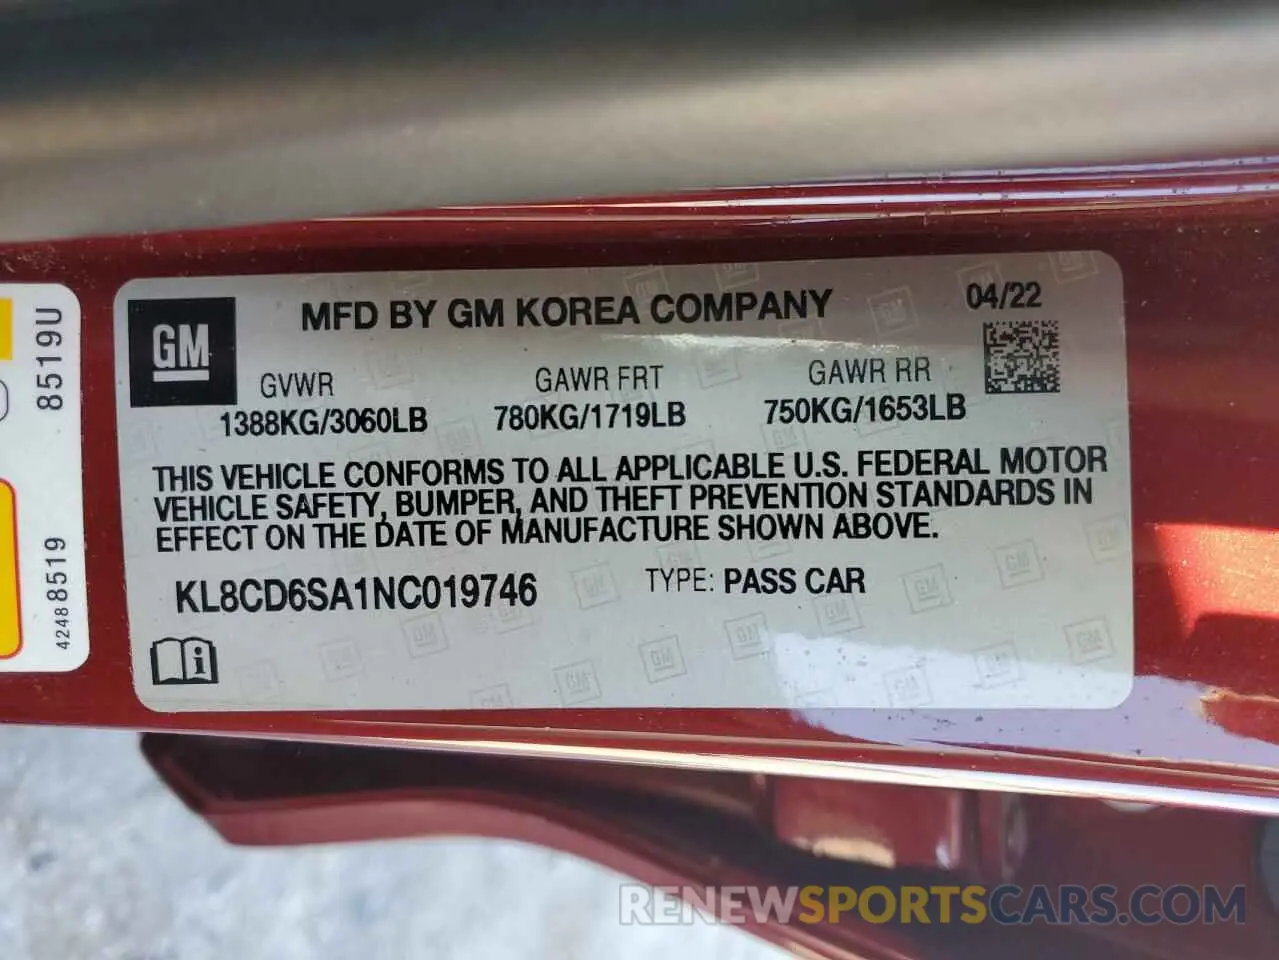 MFD BY GM KOREA COMPANY
04/22
GM
GVWR
GAWR FRT
GAWR RR
1388KG/3060LB
780KG/1719LB
750KG/1653LB
THIS VEHICLE CONFORMS TO ALL APPLICABLE U.S. FEDERAL MOTOR
VEHICLE SAFETY, BUMPER, AND THEFT PREVENTION STANDARDS IN
EFFECT ON THE DATE OF MANUFACTURE SHOWN ABOVE.
KL8CD6SA1NC019746
TYPE: PASS CAR
8519U
42488519
RENEWSPORTSCARS.COM